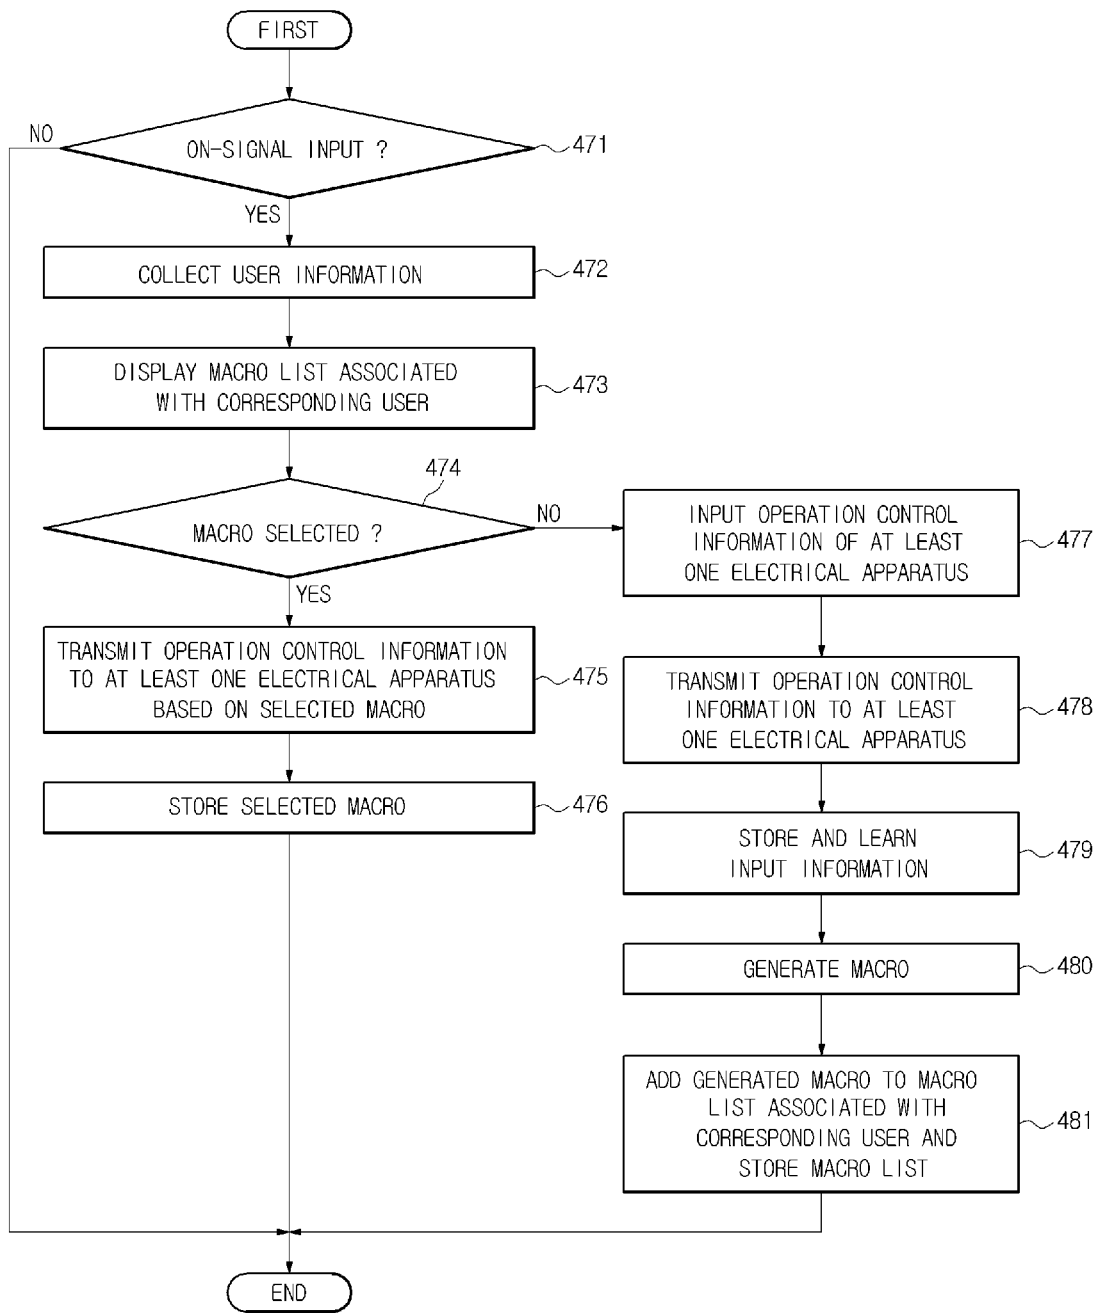 FIRST
NO
ON-SIGNAL INPUT ?
471
YES
COLLECT USER INFORMATION
472
DISPLAY MACRO LIST ASSOCIATED
WITH CORRESPONDING USER
473
474
MACRO SELECTED ?
NO
YES
TRANSMIT OPERATION CONTROL INFORMATION
TO AT LEAST ONE ELECTRICAL APPARATUS
BASED ON SELECTED MACRO
475
STORE SELECTED MACRO
476
INPUT OPERATION CONTROL
INFORMATION OF AT LEAST
ONE ELECTRICAL APPARATUS
477
TRANSMIT OPERATION CONTROL
INFORMATION TO AT LEAST
ONE ELECTRICAL APPARATUS
478
STORE AND LEARN
INPUT INFORMATION
479
GENERATE MACRO
480
ADD GENERATED MACRO TO MACRO
LIST ASSOCIATED WITH
CORRESPONDING USER AND
STORE MACRO LIST
481
END